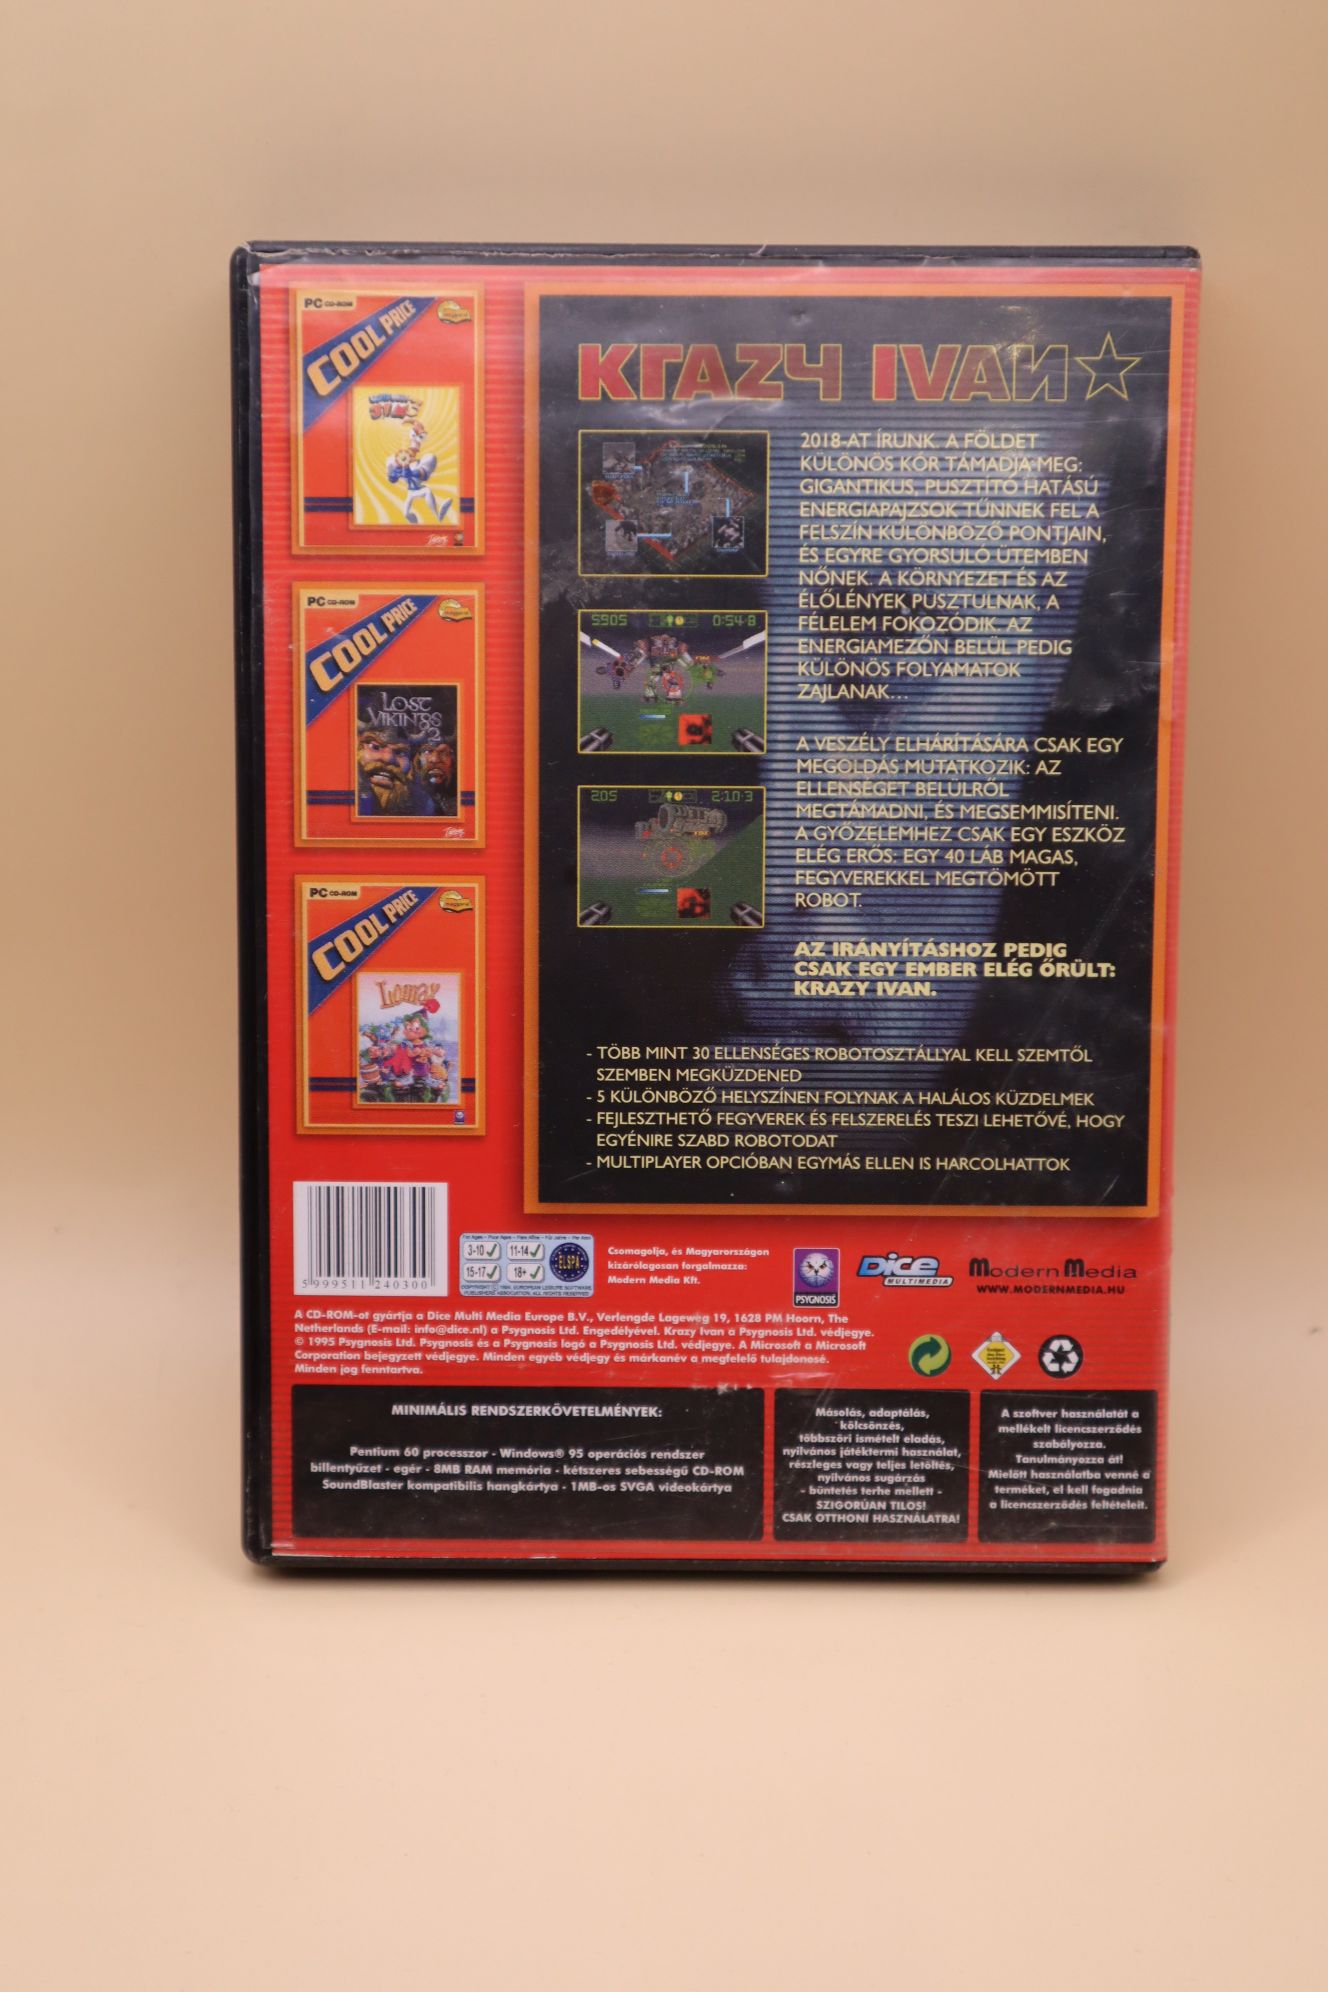 PC CD-ROM
COOL PRICE
PC CD-ROM
COOL PRICE
LOST
VIKINGS
2
PC CD-ROM
COOL PRICE
Lomax
KRAZY IVAN
2018-AT ÍRUNK. A FÖLDET
KÜLÖNÖS KÓR TÁMADJA MEG:
GIGANTIKUS, PUSZTÍTÓ HATÁSÚ
ENERGIAPAJZSOK TŰNNEK FEL A
FELSZÍN KÜLÖNBÖZŐ PONTJAIN,
ÉS EGYRE GYORSULÓ ÜTEMBEN
NŐNEK. A KÖRNYEZET ÉS AZ
ÉLŐLÉNYEK PUSZTULNAK, A
FÉLELEM FOKOZÓDIK. AZ
ENERGIAMEZŐN BELÜL PEDIG
KÜLÖNÖS FOLYAMATOK
ZAJLANAK...
5905 0:54·8
205 2:10·3
A VESZÉLY ELHÁRÍTÁSÁRA CSAK EGY
MEGOLDÁS MUTATKOZIK: AZ
ELLENSÉGET BELÜLRŐL
MEGTÁMADNI, ÉS MEGSEMMISÍTENI.
A GYŐZELEMHEZ CSAK EGY ESZKÖZ
ELÉG ERŐS: EGY 40 LÁB MAGAS,
FEGYVEREKKEL MEGTÖMÖTT
ROBOT.
AZ IRÁNYÍTÁSHOZ PEDIG
CSAK EGY EMBER ELÉG ŐRÜLT:
KRAZY IVAN.
- TÖBB MINT 30 ELLENSÉGES ROBOTOSZTÁLLYAL KELL SZEMTŐL
SZEMBEN MEGKÜZDENED
- 5 KÜLÖNBÖZŐ HELYSZÍNEN FOLYNAK A HALÁLOS KÜZDELMEK
- FEJLESZTHETŐ FEGYVEREK ÉS FELSZERELÉS TESZI LEHETŐVÉ, HOGY
EGYÉNIRE SZABD ROBOTODAT
- MULTIPLAYER OPCIÓBAN EGYMÁS ELLEN IS HARCOLHATTOK
5 999511 240300
3-10 11-14
15-17 18+
ELSPA
Csomagolja, és Magyarországon
kizárólagosan forgalmazza:
Modern Media Kft.
PSYGNOSIS
Dice
MULTIMEDIA
Modern Media
WWW.MODERNMEDIA.HU
A CD-ROM-ot gyártja a Dice Multi Media Europe B.V., Verlengde Lageweg 19, 1628 PM Hoorn, The
Netherlands (E-mail: info@dice.nl) a Psygnosis Ltd. Engedélyével. Krazy Ivan a Psygnosis Ltd. védjegye.
© 1995 Psygnosis Ltd. Psygnosis és a Psygnosis logó a Psygnosis Ltd. védjegye. A Microsoft a Microsoft
Corporation bejegyzett védjegye. Minden egyéb védjegy és márkanév a megfelelő tulajdonosé.
Minden jog fenntartva.
MINIMÁLIS RENDSZERKÖVETELMÉNYEK:
Pentium 60 processzor - Windows® 95 operációs rendszer
billentyűzet - egér - 8MB RAM memória - kétszeres sebességű CD-ROM
SoundBlaster kompatibilis hangkártya - 1MB-os SVGA videokártya
Másolás, adaptálás,
kölcsönzés,
többszöri ismételt eladás,
nyilvános játéktermi használat,
részleges vagy teljes letöltés,
nyilvános sugárzás
- büntetés terhe mellett -
SZIGORÚAN TILOS!
CSAK OTTHONI HASZNÁLATRA!
A szoftver használatát a
mellékelt licencszerződés
szabályozza.
Tanulmányozza át!
Mielőtt használatba venné a
terméket, el kell fogadnia
a licencszerződés feltételeit.